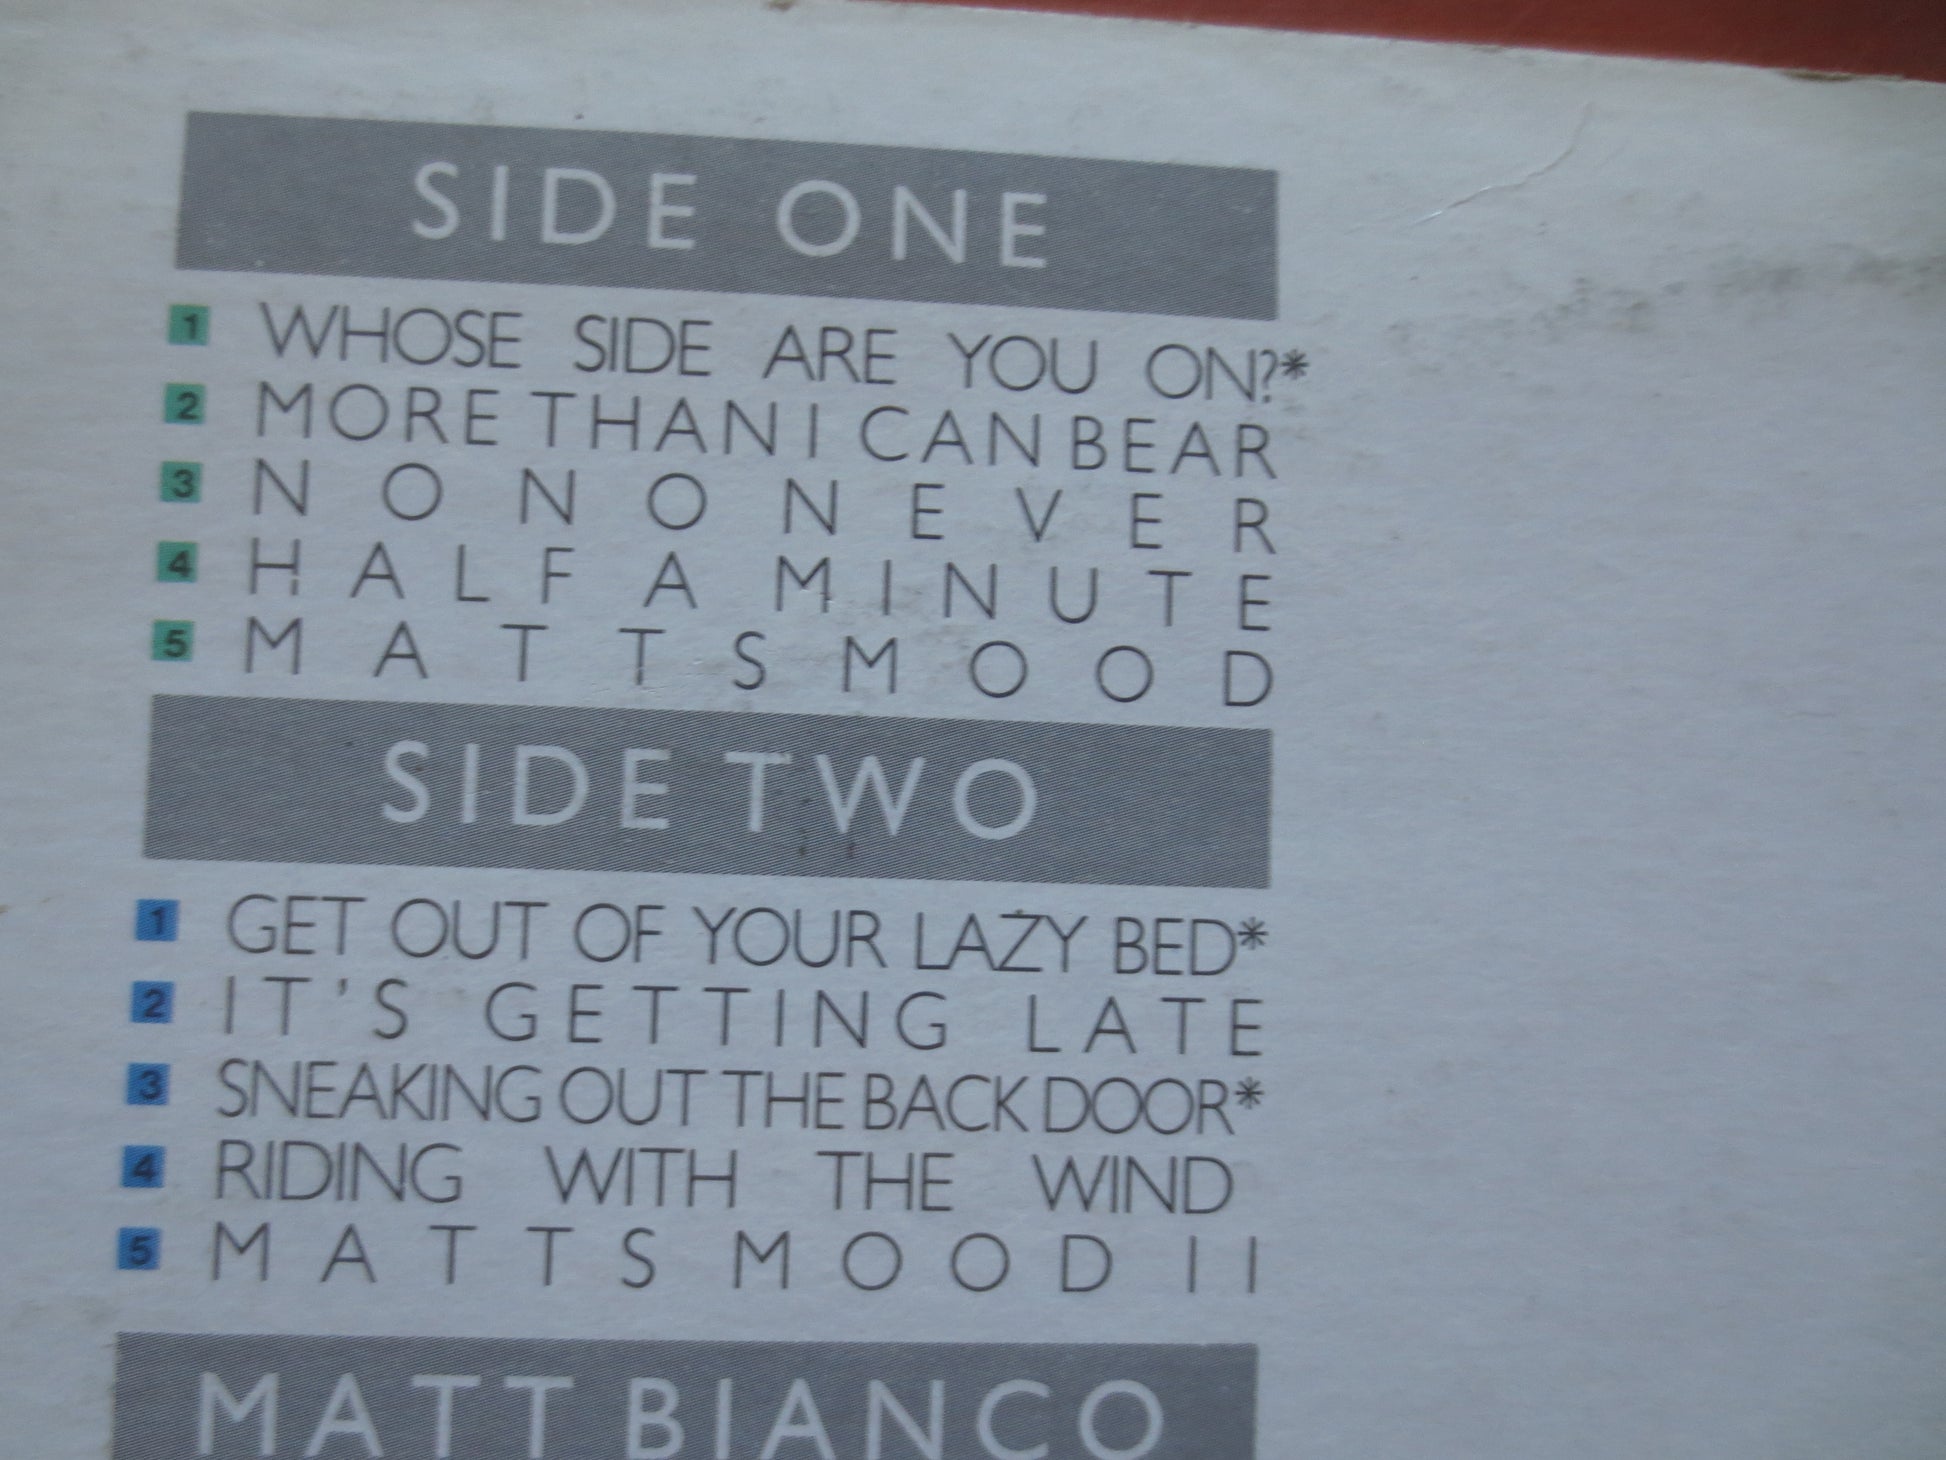 SIDE ONE
1 WHOSE SIDE ARE YOU ON?*
2 MORE THAN I CAN BEAR
3 NO NO NEVER
4 HALF A MINUTE
5 MATTS MOOD
SIDE TWO
1 GET OUT OF YOUR LAZY BED*
2 IT'S GETTING LATE
3 SNEAKING OUT THE BACK DOOR*
4 RIDING WITH THE WIND
5 MATTS MOOD II
MATT BIANCO